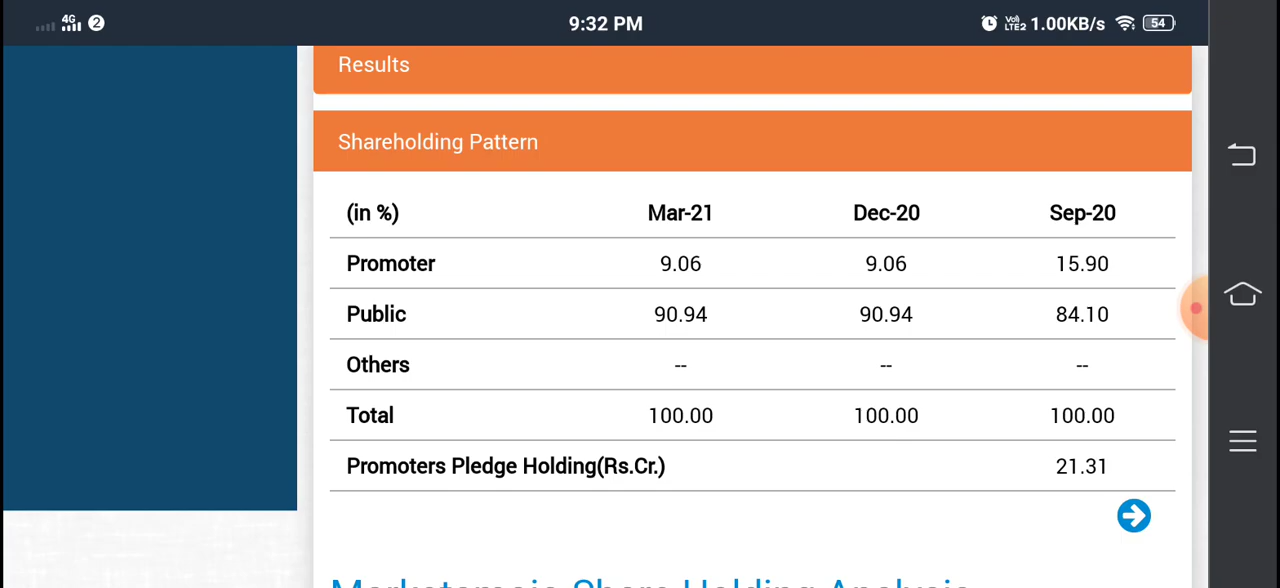 4G 2 9:32 PM VoLTE2 1.00KB/s 54
Results
Shareholding Pattern
(in %) Mar-21 Dec-20 Sep-20
Promoter 9.06 9.06 15.90
Public 90.94 90.94 84.10
Others -- -- --
Total 100.00 100.00 100.00
Promoters Pledge Holding(Rs.Cr.) 21.31